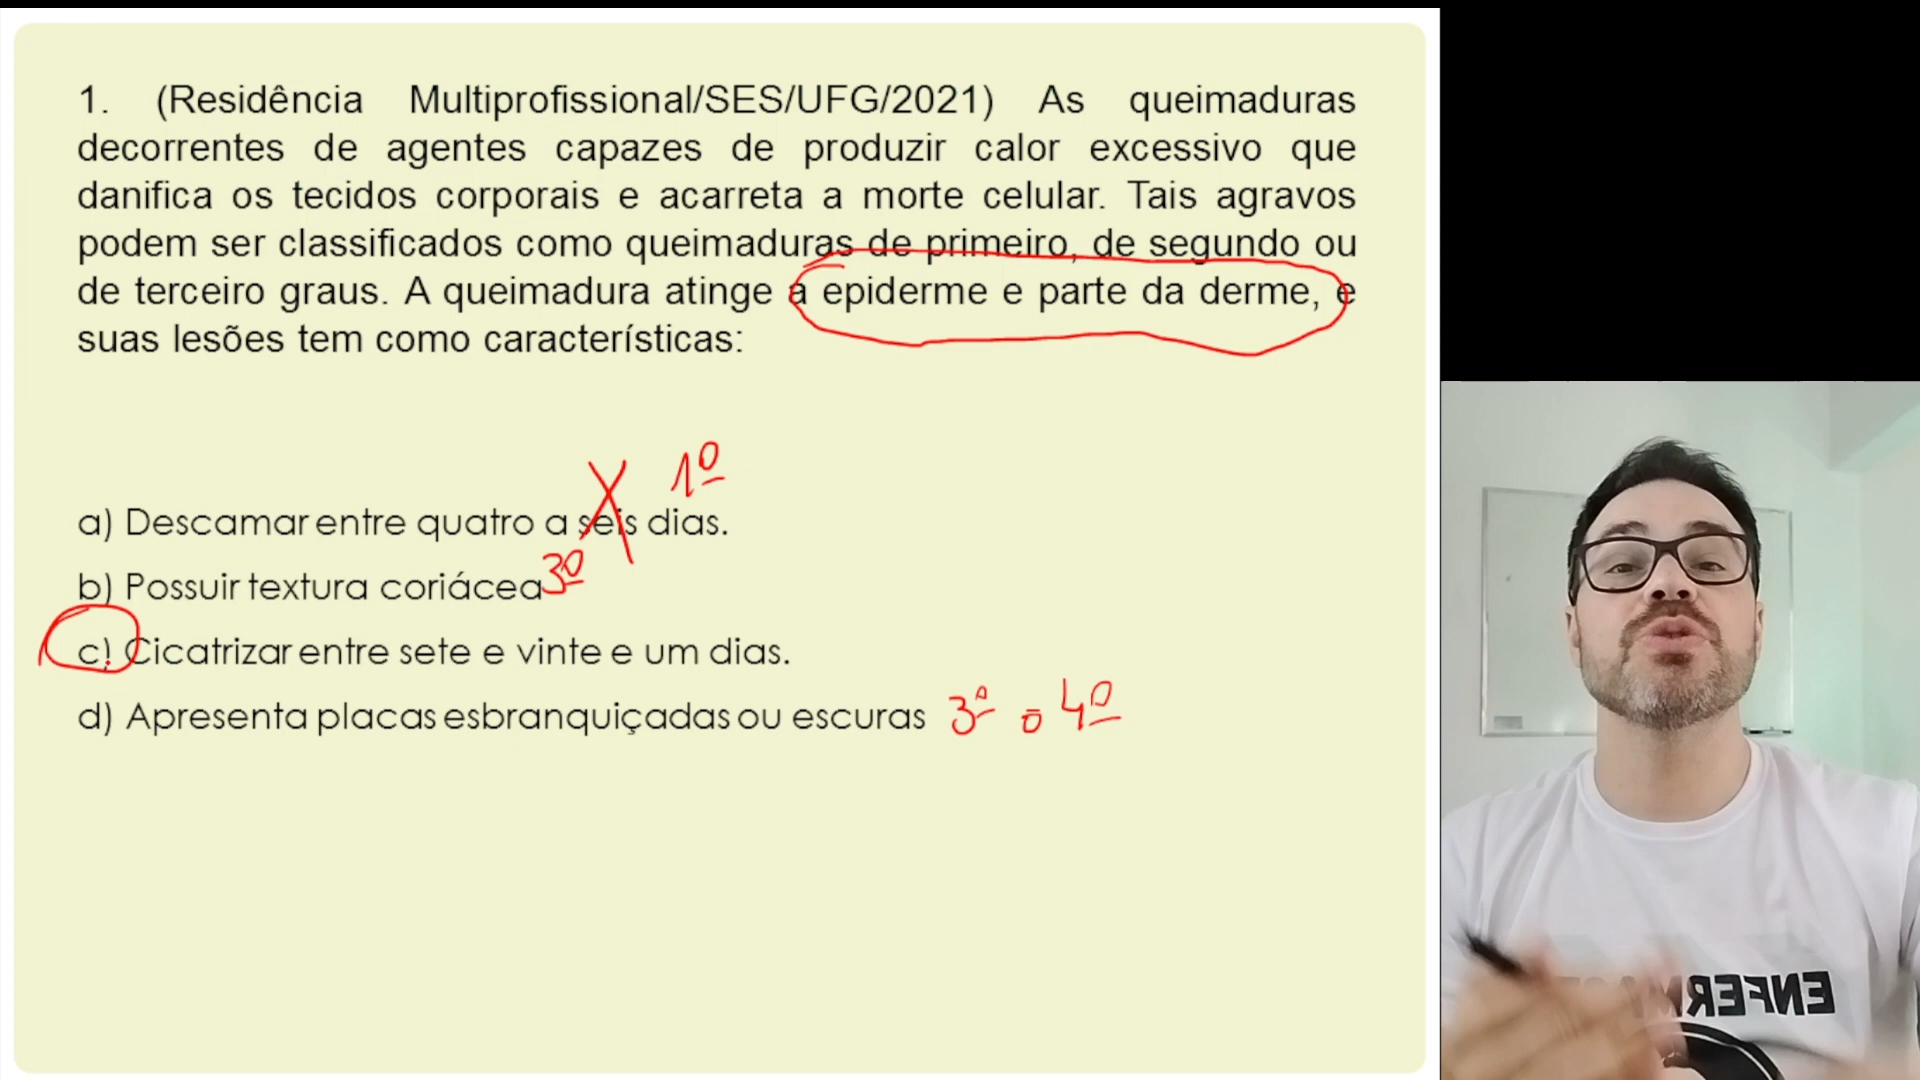 1. (Residência Multiprofissional/SES/UFG/2021) As queimaduras
decorrentes de agentes capazes de produzir calor excessivo que
danifica os tecidos corporais e acarreta a morte celular. Tais agravos
podem ser classificados como queimaduras de primeiro, de segundo ou
de terceiro graus. A queimadura atinge a epiderme e parte da derme, e
suas lesões tem como características:
1º
a) Descamar entre quatro a seis dias.
b) Possuir textura coriácea 3º
c) Cicatrizar entre sete e vinte e um dias.
d) Apresenta placas esbranquiçadas ou escuras 3º o 4º
ENFERM